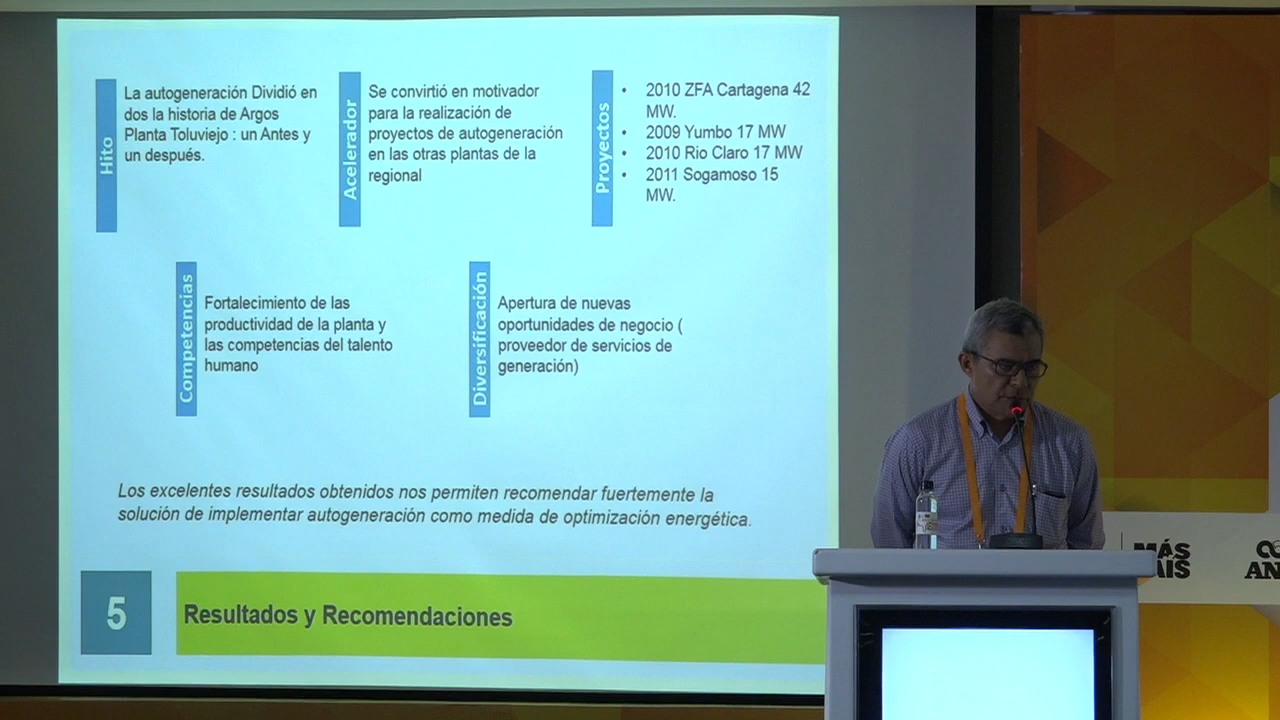 Hito
La autogeneración Dividió en
dos la historia de Argos
Planta Toluviejo : un Antes y
un después.
Acelerador
Se convirtió en motivador
para la realización de
proyectos de autogeneración
en las otras plantas de la
regional
Proyectos
• 2010 ZFA Cartagena 42
MW.
• 2009 Yumbo 17 MW
• 2010 Rio Claro 17 MW
• 2011 Sogamoso 15
MW.
Competencias
Fortalecimiento de las
productividad de la planta y
las competencias del talento
humano
Diversificación
Apertura de nuevas
oportunidades de negocio (
proveedor de servicios de
generación)
Los excelentes resultados obtenidos nos permiten recomendar fuertemente la
solución de implementar autogeneración como medida de optimización energética.
5
Resultados y Recomendaciones
MÁS